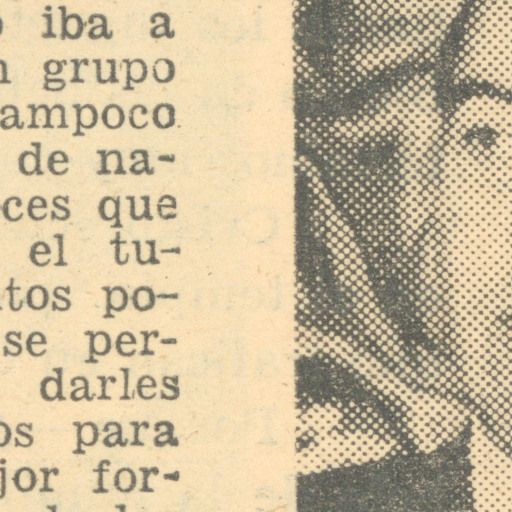 iba a
grupo
ampoco
de na-
ces que
el tu-
tos po-
se per-
darles
os para
jor for-